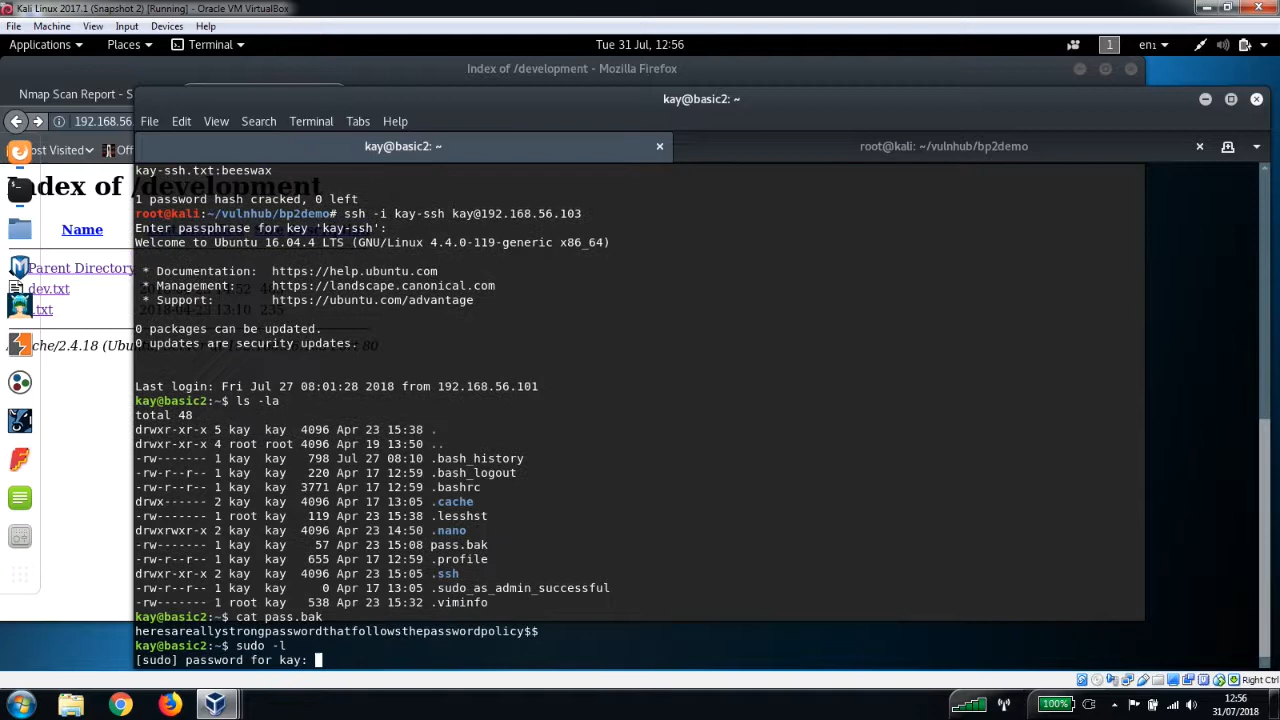 Kali Linux 2017.1 (Snapshot 2) [Running] - Oracle VM VirtualBox
File Machine View Input Devices Help
Applications Places Terminal Tue 31 Jul, 12:56 1 en1
Index of /development - Mozilla Firefox
Nmap Scan Report - S
kay@basic2: ~
192.168.56.
File Edit View Search Terminal Tabs Help
ost Visited Off
kay@basic2: ~ root@kali: ~/vulnhub/bp2demo
kay-ssh.txt:beeswax
Index of /development
1 password hash cracked, 0 left
root@kali:~/vulnhub/bp2demo# ssh -i kay-ssh kay@192.168.56.103
Name
Enter passphrase for key 'kay-ssh':
Welcome to Ubuntu 16.04.4 LTS (GNU/Linux 4.4.0-119-generic x86_64)
Parent Directory
* Documentation: https://help.ubuntu.com
* Management: https://landscape.canonical.com
dev.txt
* Support: https://ubuntu.com/advantage
.txt 2018-04-23 13:10 235
0 packages can be updated.
0 updates are security updates.
che/2.4.18 (Ubu 80
Last login: Fri Jul 27 08:01:28 2018 from 192.168.56.101
kay@basic2:~$ ls -la
total 48
drwxr-xr-x 5 kay kay 4096 Apr 23 15:38 .
drwxr-xr-x 4 root root 4096 Apr 19 13:50 ..
-rw------- 1 kay kay 798 Jul 27 08:10 .bash_history
-rw-r--r-- 1 kay kay 220 Apr 17 12:59 .bash_logout
-rw-r--r-- 1 kay kay 3771 Apr 17 12:59 .bashrc
drwx------ 2 kay kay 4096 Apr 17 13:05 .cache
-rw------- 1 root kay 119 Apr 23 15:38 .lesshst
drwxrwxr-x 2 kay kay 4096 Apr 23 14:50 .nano
-rw------- 1 kay kay 57 Apr 23 15:08 pass.bak
-rw-r--r-- 1 kay kay 655 Apr 17 12:59 .profile
drwxr-xr-x 2 kay kay 4096 Apr 23 15:05 .ssh
-rw-r--r-- 1 kay kay 0 Apr 17 13:05 .sudo_as_admin_successful
-rw------- 1 root kay 538 Apr 23 15:32 .viminfo
kay@basic2:~$ cat pass.bak
heresareallystrongpasswordthatfollowsthepasswordpolicy$$
kay@basic2:~$ sudo -l
[sudo] password for kay:
Right Ctrl
100% 12:56
31/07/2018